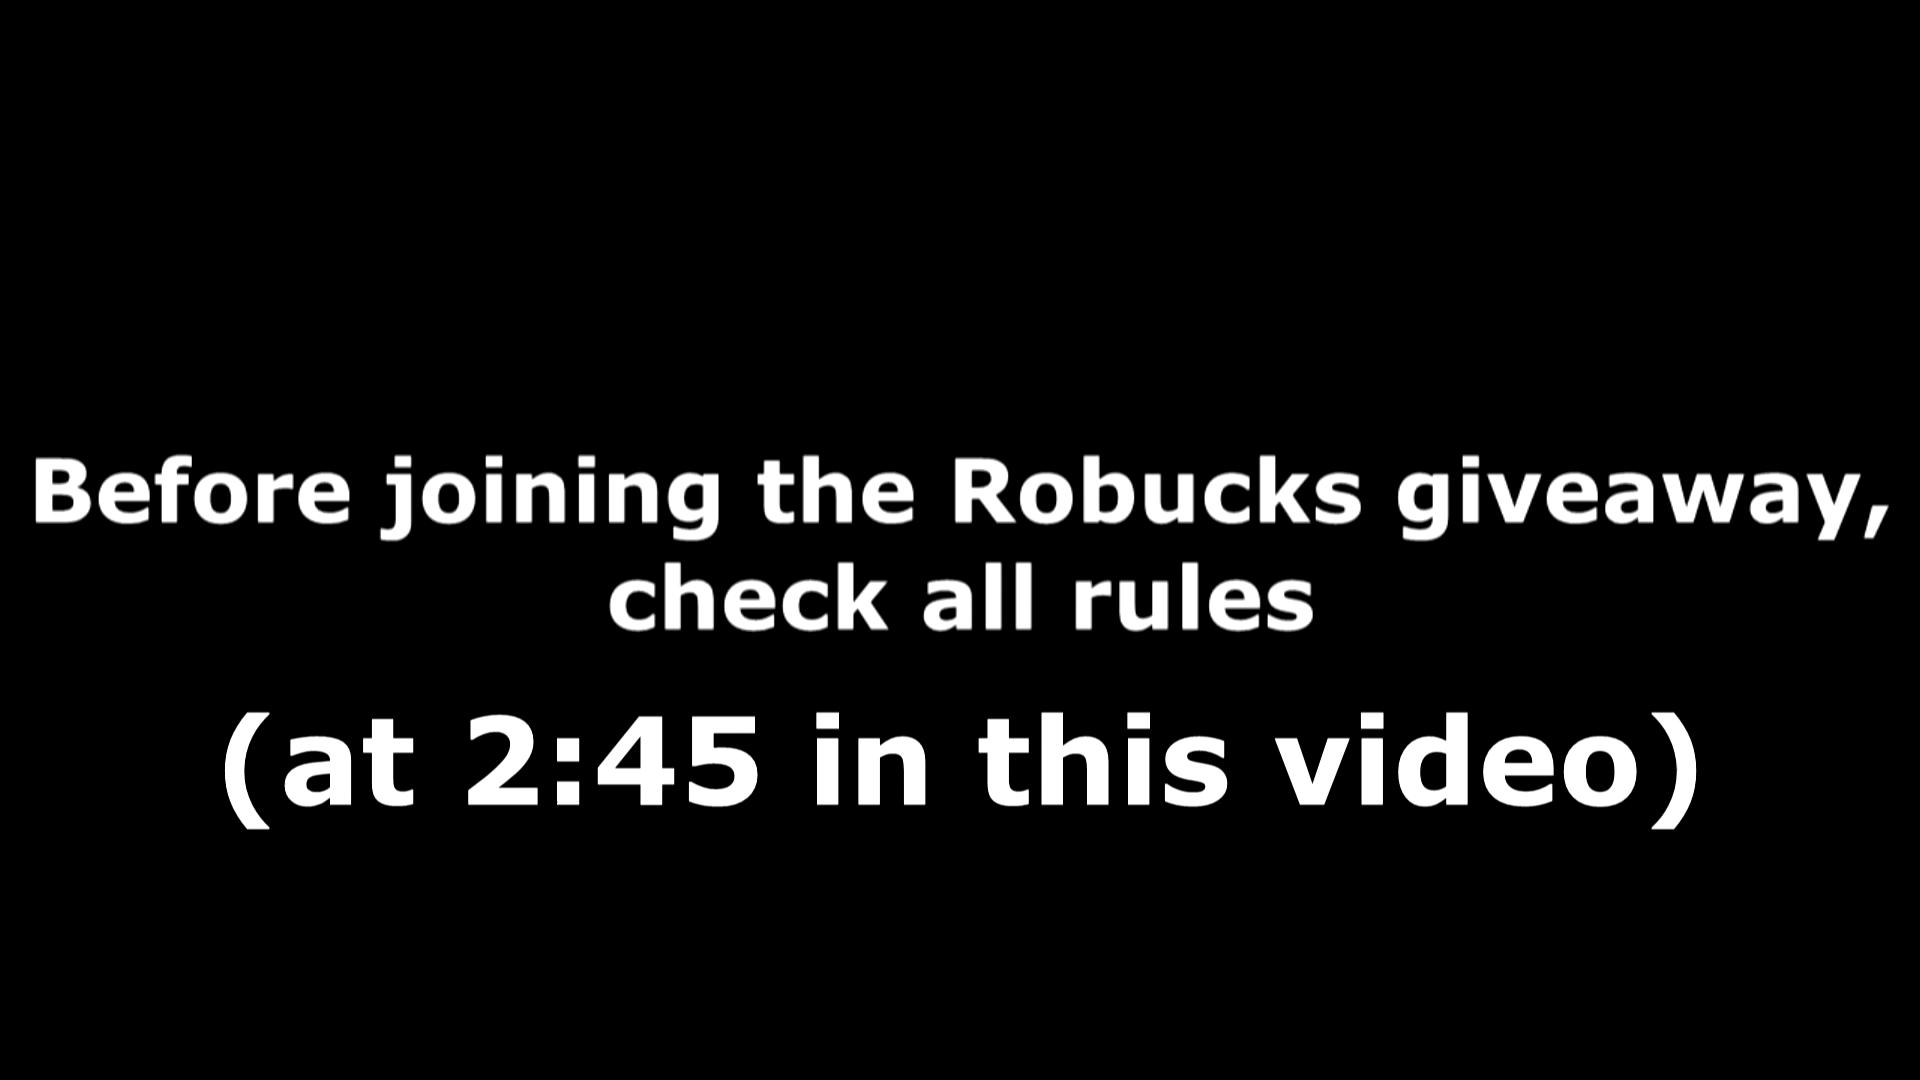 Before joining the Robucks giveaway,
check all rules
(at 2:45 in this video)